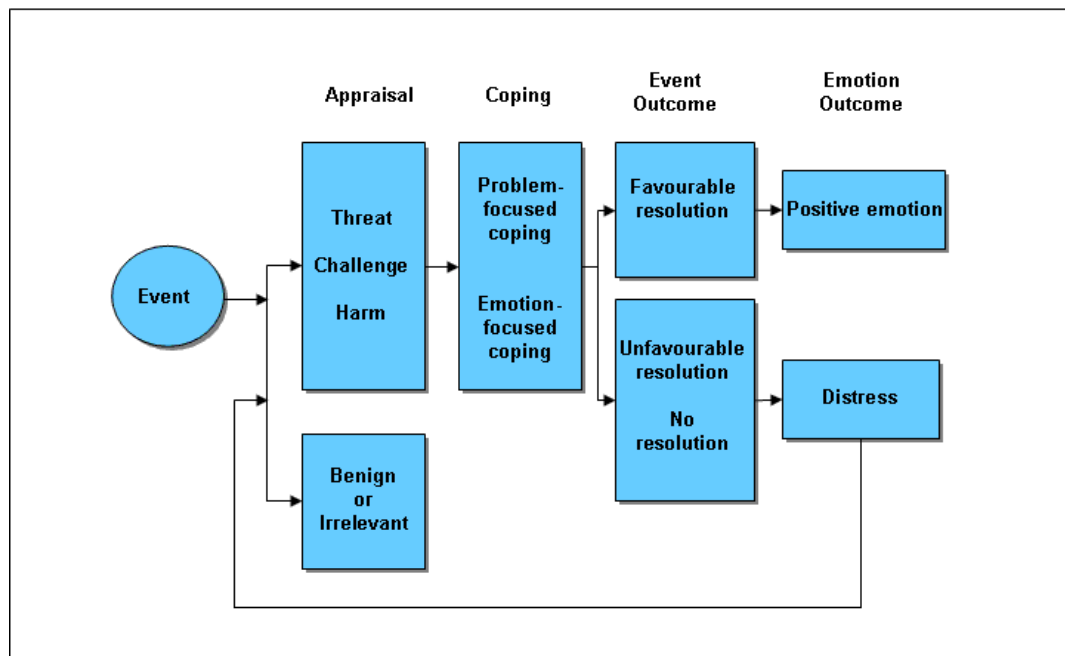 Appraisal
Coping
Event
Outcome
Emotion
Outcome
Event
Threat
Challenge
Harm
Benign
or
Irrelevant
Problem-
focused
coping
Emotion-
focused
coping
Favourable
resolution
Unfavourable
resolution
No
resolution
Positive emotion
Distress